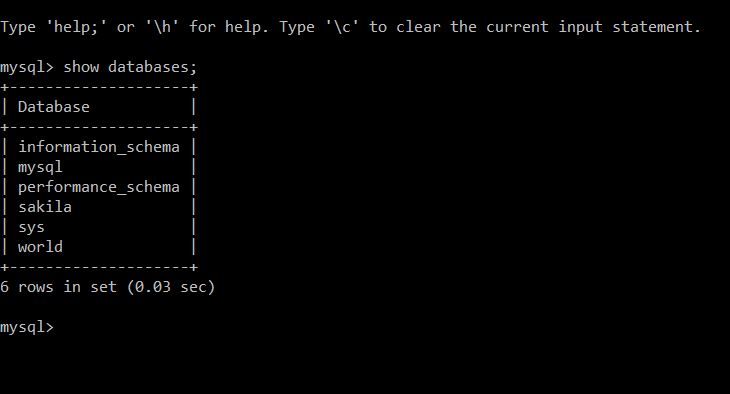 Type 'help;' or '\h' for help. Type '\c' to clear the current input statement.
mysql> show databases;
+--------------------+
| Database           |
+--------------------+
| information_schema |
| mysql              |
| performance_schema |
| sakila             |
| sys                |
| world              |
+--------------------+
6 rows in set (0.03 sec)
mysql>